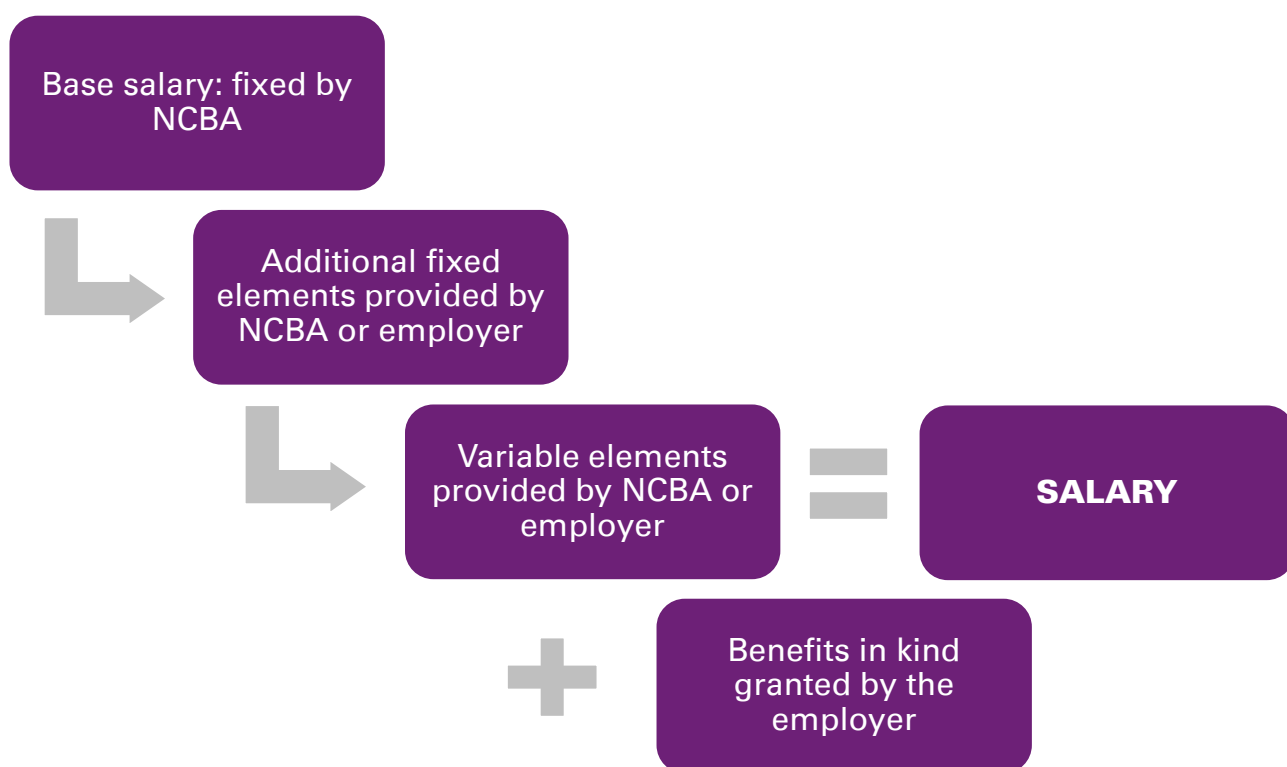 Base salary: fixed by
NCBA
Additional fixed
elements provided by
NCBA or employer
Variable elements
provided by NCBA or
employer
SALARY
Benefits in kind
granted by the
employer